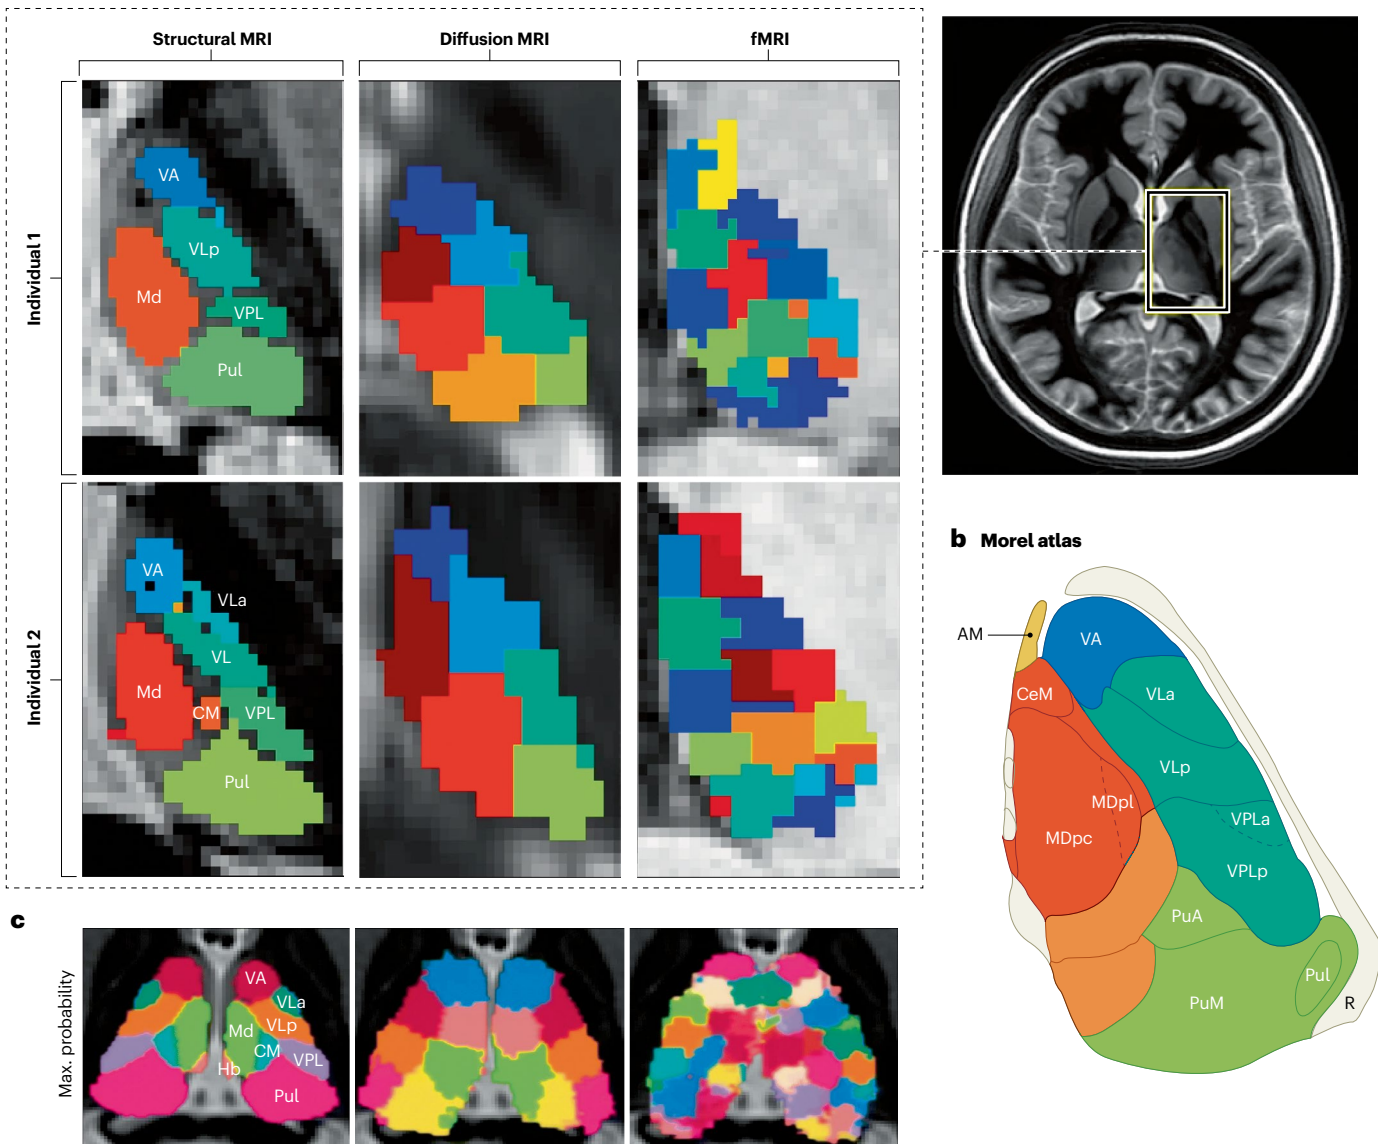 Structural MRI
Diffusion MRI
fMRI
Individual 1
VA
VLp
Md
VPL
Pul
Individual 2
VA
VLa
VL
Md
CM
VPL
Pul
b Morel atlas
AM
VA
CeM
VLa
VLp
MDpl
VPLa
MDpc
VPLp
PuA
Pul
PuM
R
c
Max. probability
VA
VLa
VLp
Md
CM
VPL
Hb
Pul